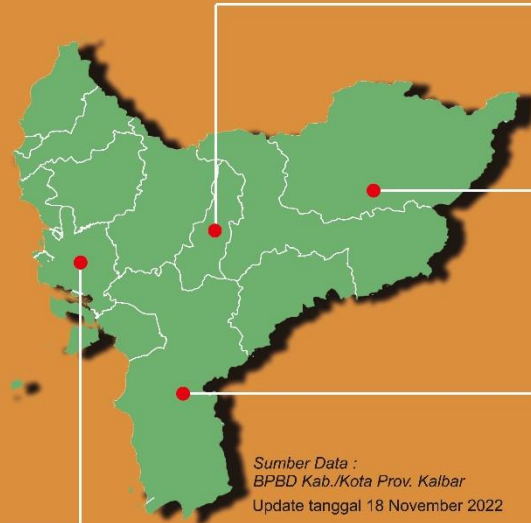 Sumber Data :
BPBD Kab./Kota Prov. Kalbar
Update tanggal 18 November 2022